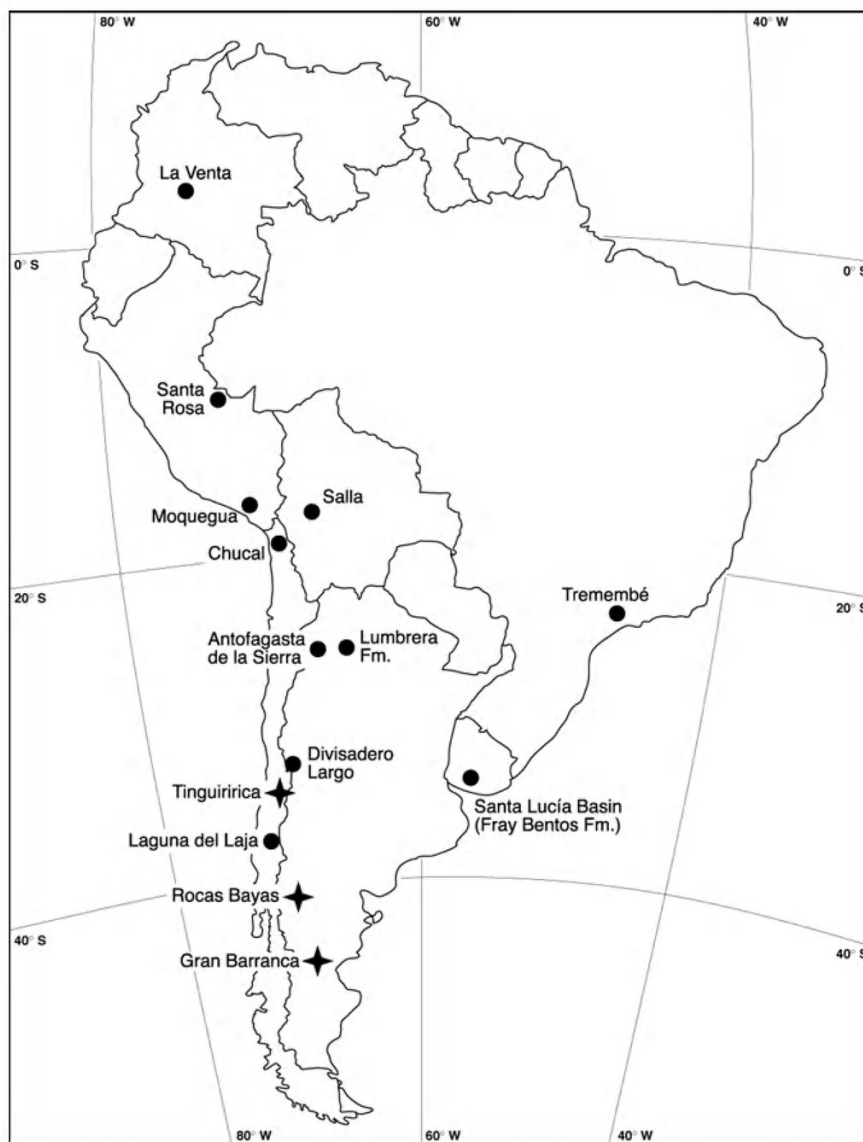 80° W
60° W
40° W
La Venta
0° S
0° S
Santa
Rosa
Moquegua
Salla
Chucal
20° S
Tremembé
20° S
Antofagasta
de la Sierra
Lumbrera
Fm.
Divisadero
Largo
Tinguiririca
Santa Lucía Basin
(Fray Bentos Fm.)
Laguna del Laja
Rocas Bayas
40° S
40° S
Gran Barranca
80° W
60° W
40° W